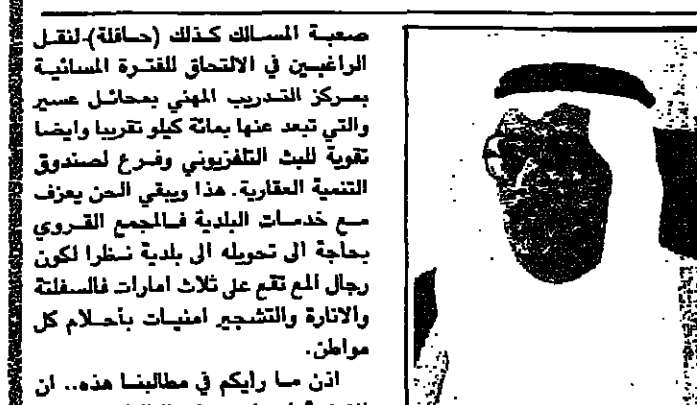 صعبة المسالك كذلك (حافلة) لنقل
الراغبين في الالتحاق للفترة المسائية
بمركز التدريب المهني بمحائل عسير
والتي تبعد عنها بمائة كيلو تقريبا وايضا
تقوية للبث التلفزيوني وفرع لصندوق
التنمية العقارية. هذا ويبقي الحن يعزف
مع خدمات البلدية فالمجمع القروي
بحاجة الى تحويله الى بلدية نظرا لكون
رجال المع تقع على ثلاث امارات فالسفلتة
والانارة والتشجير امنيات بأحلام كل
مواطن.
اذن ما رأيكم في مطالبنا هذه.. ان